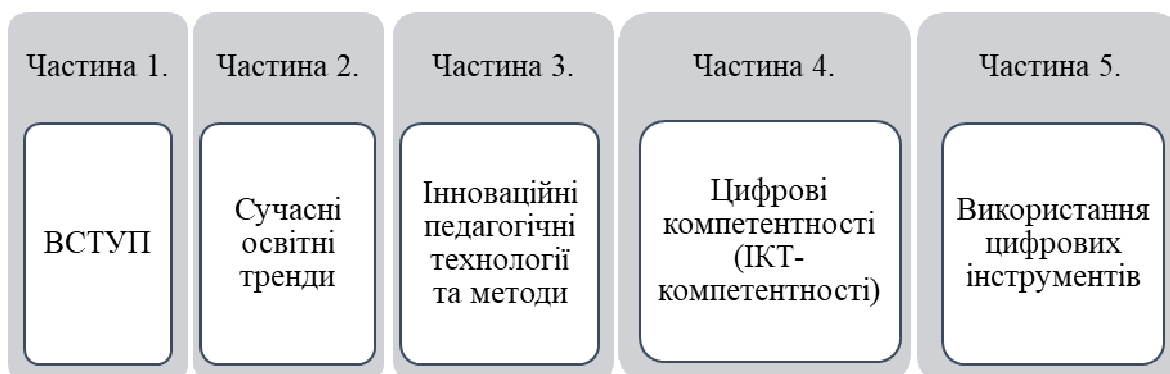 Частина 1.
ВСТУП
Частина 2.
Сучасні
освітні
тренди
Частина 3.
Інноваційні
педагогічні
технології
та методи
Частина 4.
Цифрові
компетентності
(ІКТ-
компетентності)
Частина 5.
Використання
цифрових
інструментів